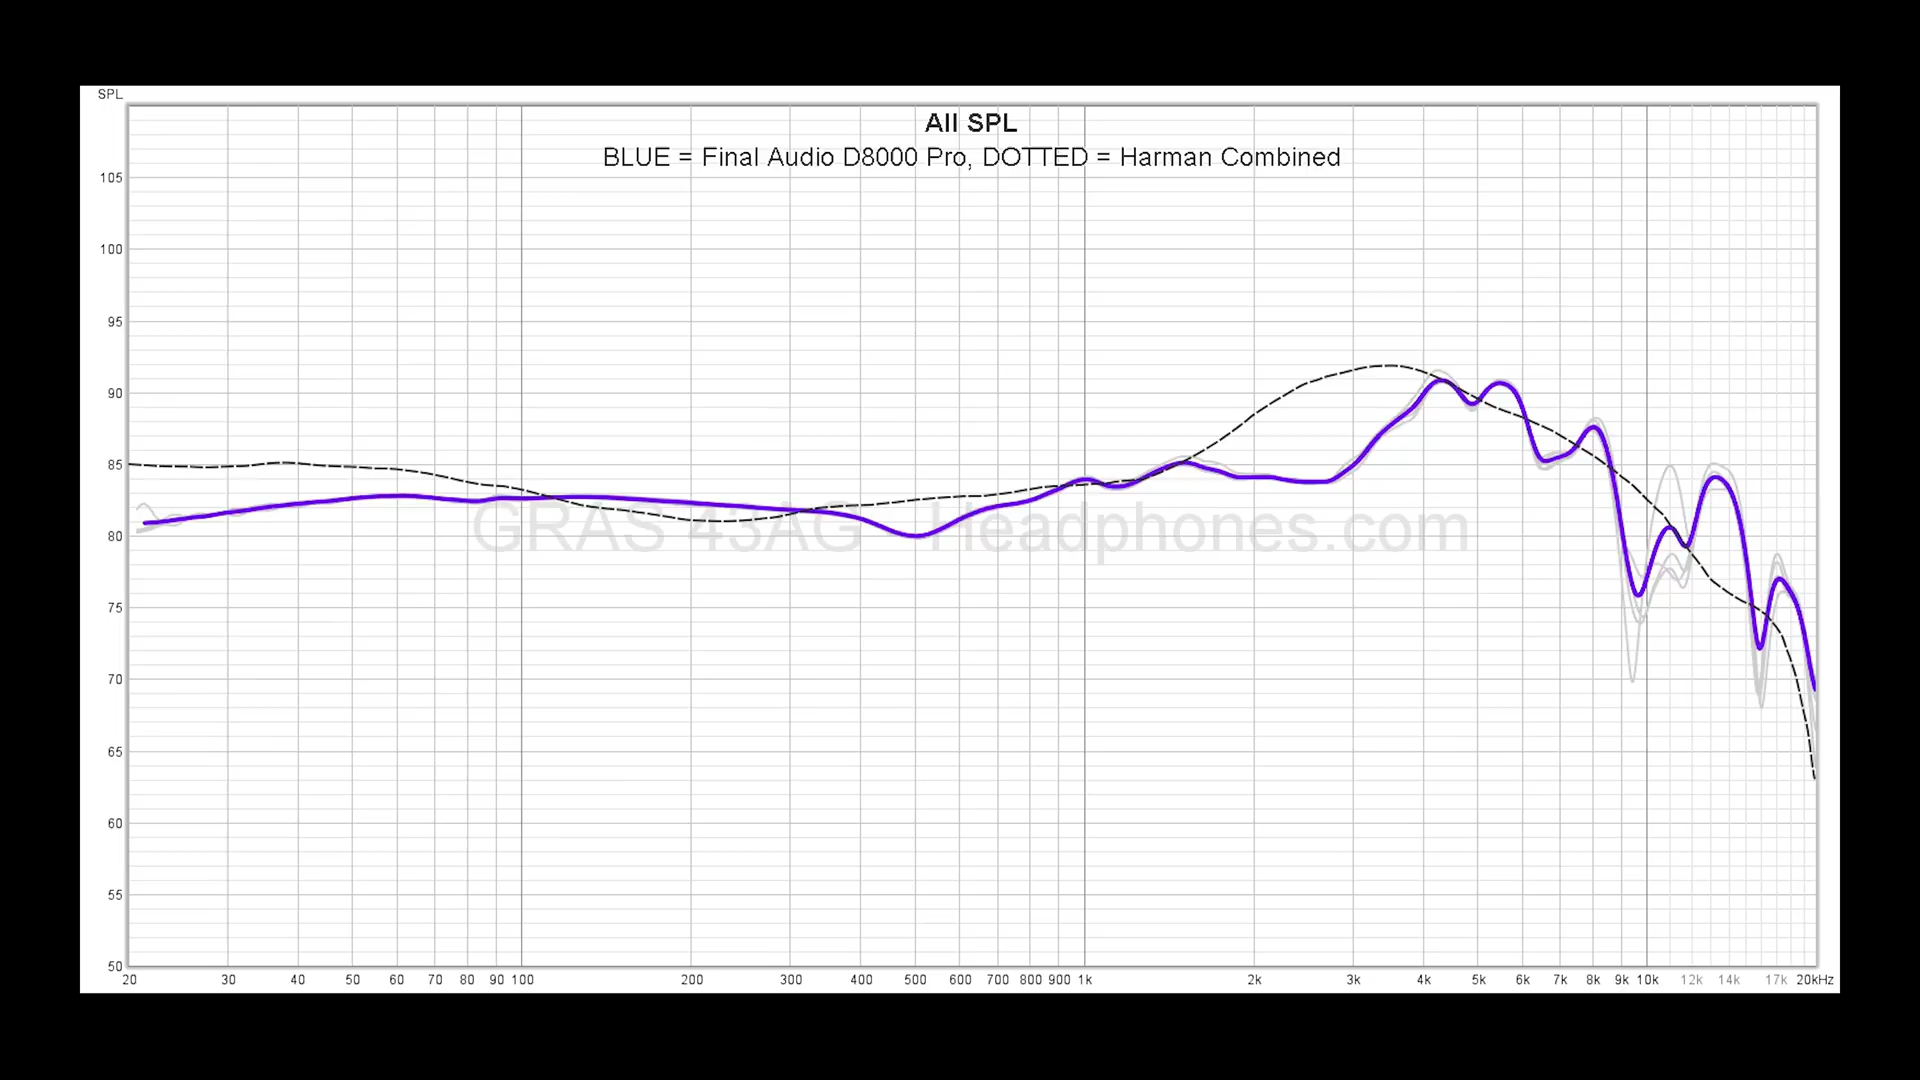 SPL
All SPL
BLUE = Final Audio D8000 Pro, DOTTED = Harman Combined
105
100
95
90
85
GRAS 43AG - Headphones.com
80
75
70
65
60
55
50
20 30 40 50 60 70 80 90 100 200 300 400 500 600 700 800 900 1k 2k 3k 4k 5k 6k 7k 8k 9k 10k 12k 14k 17k 20kHz